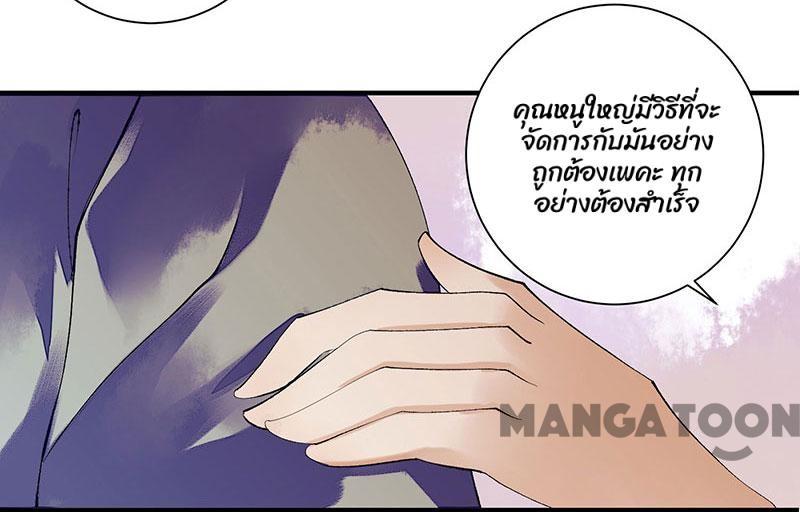 คุณหนูใหญ่มีวิธีที่จะ
จัดการกับมันอย่าง
ถูกต้องเพคะ ทุก
อย่างต้องสำเร็จ
MANGATOON